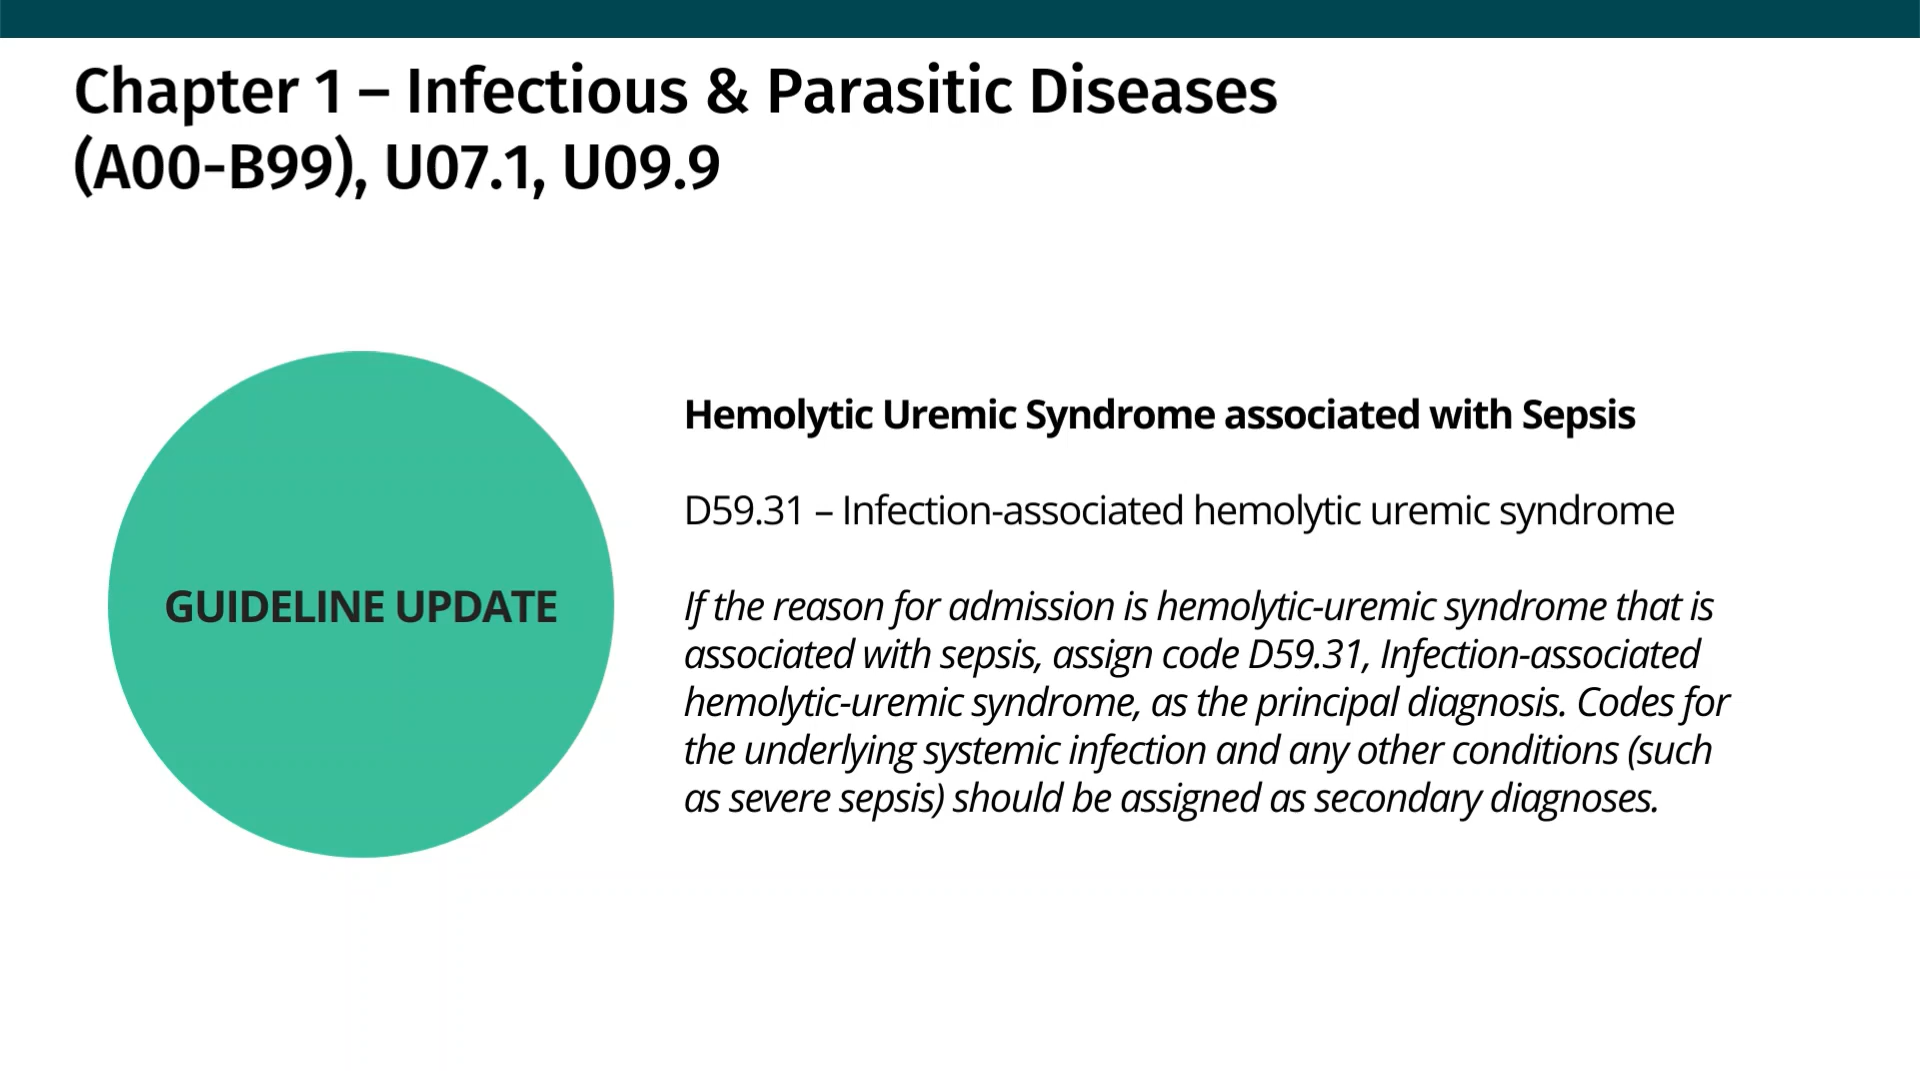 Chapter 1 – Infectious & Parasitic Diseases
(A00-B99), U07.1, U09.9
GUIDELINE UPDATE
Hemolytic Uremic Syndrome associated with Sepsis
D59.31 – Infection-associated hemolytic uremic syndrome
If the reason for admission is hemolytic-uremic syndrome that is
associated with sepsis, assign code D59.31, Infection-associated
hemolytic-uremic syndrome, as the principal diagnosis. Codes for
the underlying systemic infection and any other conditions (such
as severe sepsis) should be assigned as secondary diagnoses.